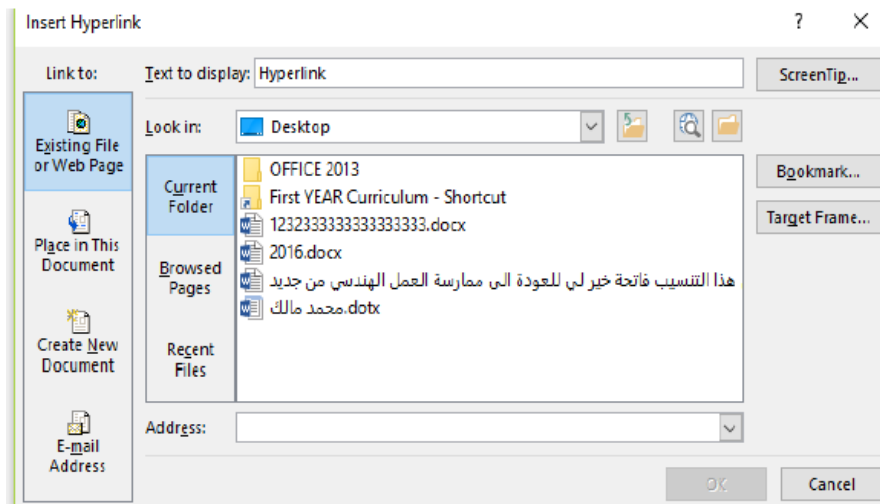 Insert Hyperlink
?
Link to:
Text to display: Hyperlink
ScreenTip...
Existing File
or Web Page
Look in:
Desktop
Current
Folder
OFFICE 2013
First YEAR Curriculum - Shortcut
1232333333333333333.docx
2016.docx
هذا التنسيب فاتحة خير لي للعودة الى ممارسة العمل الهندسي من جديد
محمد مالك.dotx
Bookmark...
Target Frame...
Place in This
Document
Browsed
Pages
Create New
Document
Recent
Files
Address:
E-mail
Address
OK
Cancel